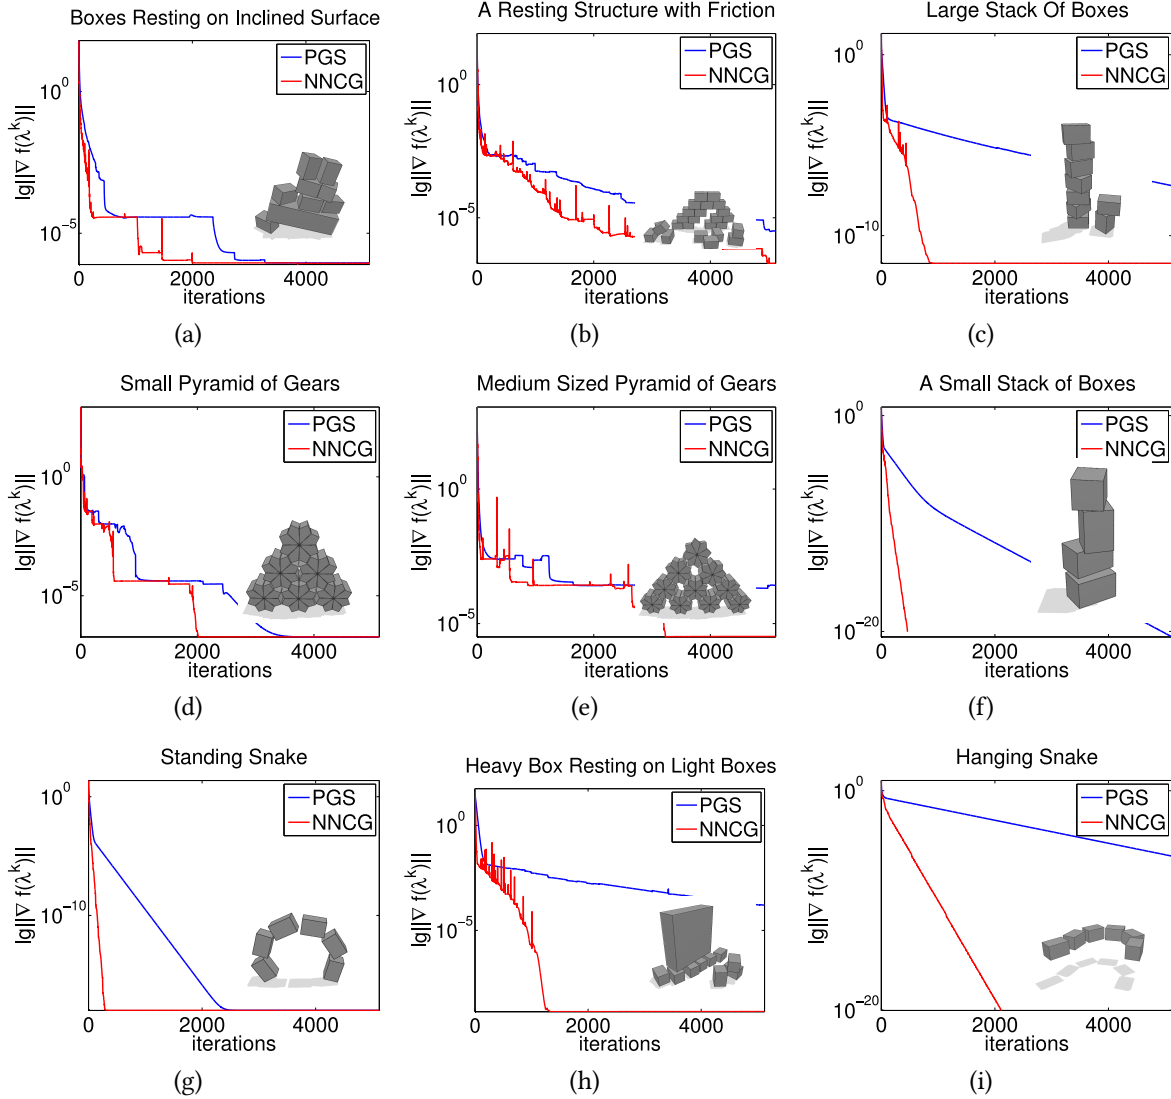 Boxes Resting on Inclined Surface
lg||∇ f(λ^k)||
10^0
10^-5
PGS
NNCG
0 2000 4000
iterations
(a)
A Resting Structure with Friction
lg||∇ f(λ^k)||
10^0
10^-5
PGS
NNCG
0 2000 4000
iterations
(b)
Large Stack Of Boxes
lg||∇ f(λ^k)||
10^0
10^-10
PGS
NNCG
0 2000 4000
iterations
(c)
Small Pyramid of Gears
lg||∇ f(λ^k)||
10^0
10^-5
PGS
NNCG
0 2000 4000
iterations
(d)
Medium Sized Pyramid of Gears
lg||∇ f(λ^k)||
10^0
10^-5
PGS
NNCG
0 2000 4000
iterations
(e)
A Small Stack of Boxes
lg||∇ f(λ^k)||
10^0
10^-20
PGS
NNCG
0 2000 4000
iterations
(f)
Standing Snake
lg||∇ f(λ^k)||
10^0
10^-10
PGS
NNCG
0 2000 4000
iterations
(g)
Heavy Box Resting on Light Boxes
lg||∇ f(λ^k)||
10^0
10^-5
PGS
NNCG
0 2000 4000
iterations
(h)
Hanging Snake
lg||∇ f(λ^k)||
10^0
10^-10
10^-20
PGS
NNCG
0 2000 4000
iterations
(i)